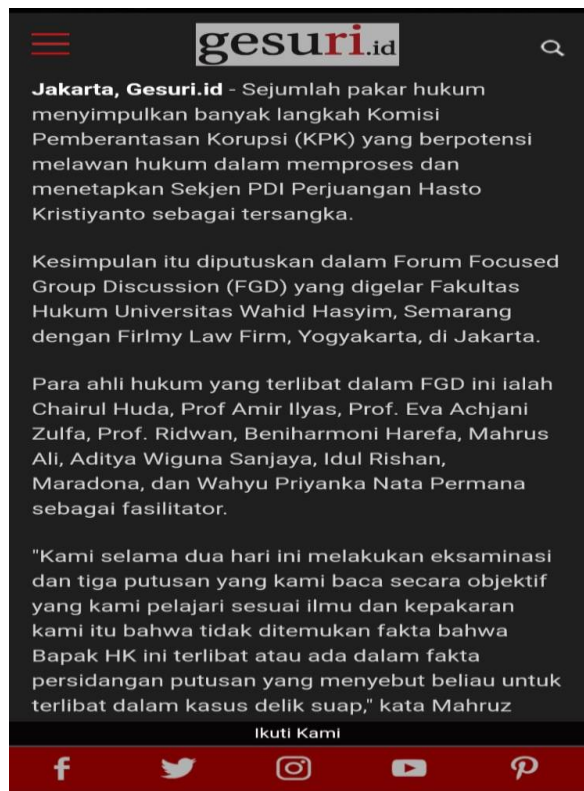 gesuri.id
Jakarta, Gesuri.id - Sejumlah pakar hukum
menyimpulkan banyak langkah Komisi
Pemberantasan Korupsi (KPK) yang berpotensi
melawan hukum dalam memproses dan
menetapkan Sekjen PDI Perjuangan Hasto
Kristiyanto sebagai tersangka.
Kesimpulan itu diputuskan dalam Forum Focused
Group Discussion (FGD) yang digelar Fakultas
Hukum Universitas Wahid Hasyim, Semarang
dengan Firlmy Law Firm, Yogyakarta, di Jakarta.
Para ahli hukum yang terlibat dalam FGD ini ialah
Chairul Huda, Prof Amir Ilyas, Prof. Eva Achjani
Zulfa, Prof. Ridwan, Beniharmoni Harefa, Mahrus
Ali, Aditya Wiguna Sanjaya, Idul Rishan,
Maradona, dan Wahyu Priyanka Nata Permana
sebagai fasilitator.
"Kami selama dua hari ini melakukan eksaminasi
dan tiga putusan yang kami baca secara objektif
yang kami pelajari sesuai ilmu dan kepakaran
kami itu bahwa tidak ditemukan fakta bahwa
Bapak HK ini terlibat atau ada dalam fakta
persidangan putusan yang menyebut beliau untuk
terlibat dalam kasus delik suap," kata Mahruz
Ikuti Kami